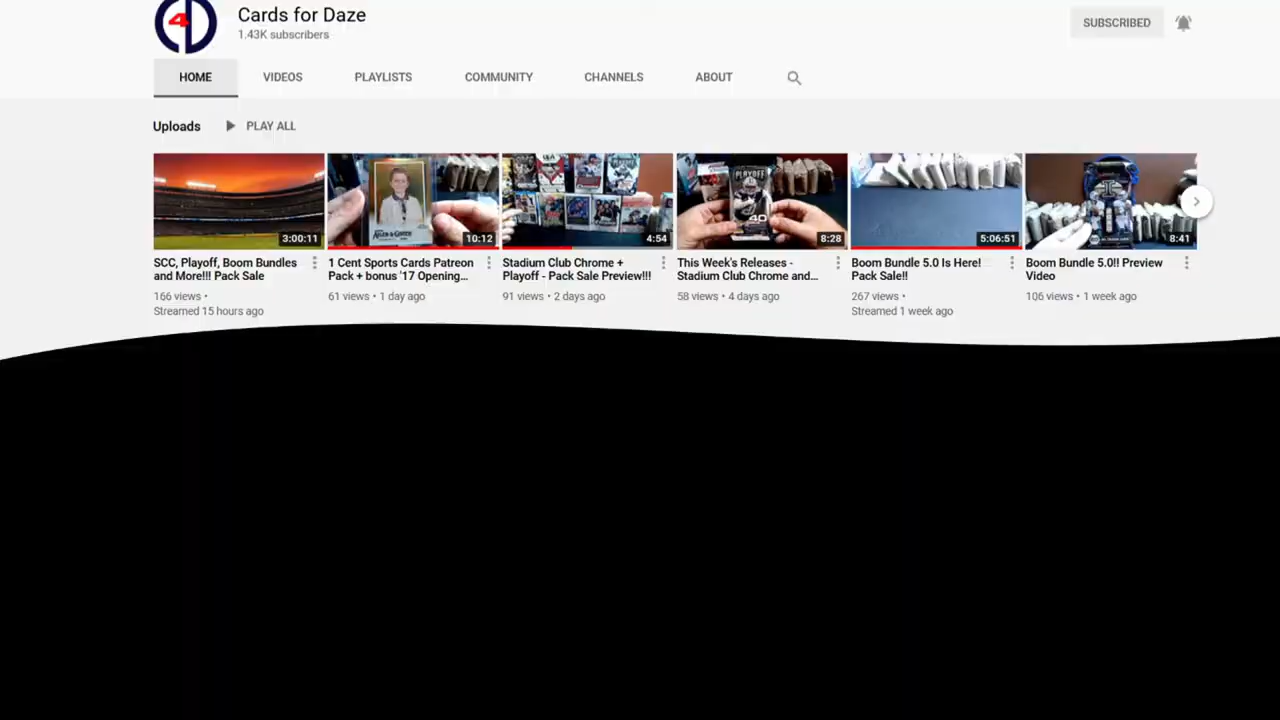 Cards for Daze
1.43K subscribers
SUBSCRIBED
HOME VIDEOS PLAYLISTS COMMUNITY CHANNELS ABOUT
Uploads PLAY ALL
3:00:11
SCC, Playoff, Boom Bundles
and More!!! Pack Sale
166 views •
Streamed 15 hours ago
10:12
1 Cent Sports Cards Patreon
Pack + bonus '17 Opening...
61 views • 1 day ago
4:54
Stadium Club Chrome +
Playoff - Pack Sale Preview!!!
91 views • 2 days ago
PLAYOFF
8:28
This Week's Releases -
Stadium Club Chrome and...
58 views • 4 days ago
5:06:51
Boom Bundle 5.0 Is Here!
Pack Sale!!
267 views •
Streamed 1 week ago
8:41
Boom Bundle 5.0!! Preview
Video
106 views • 1 week ago